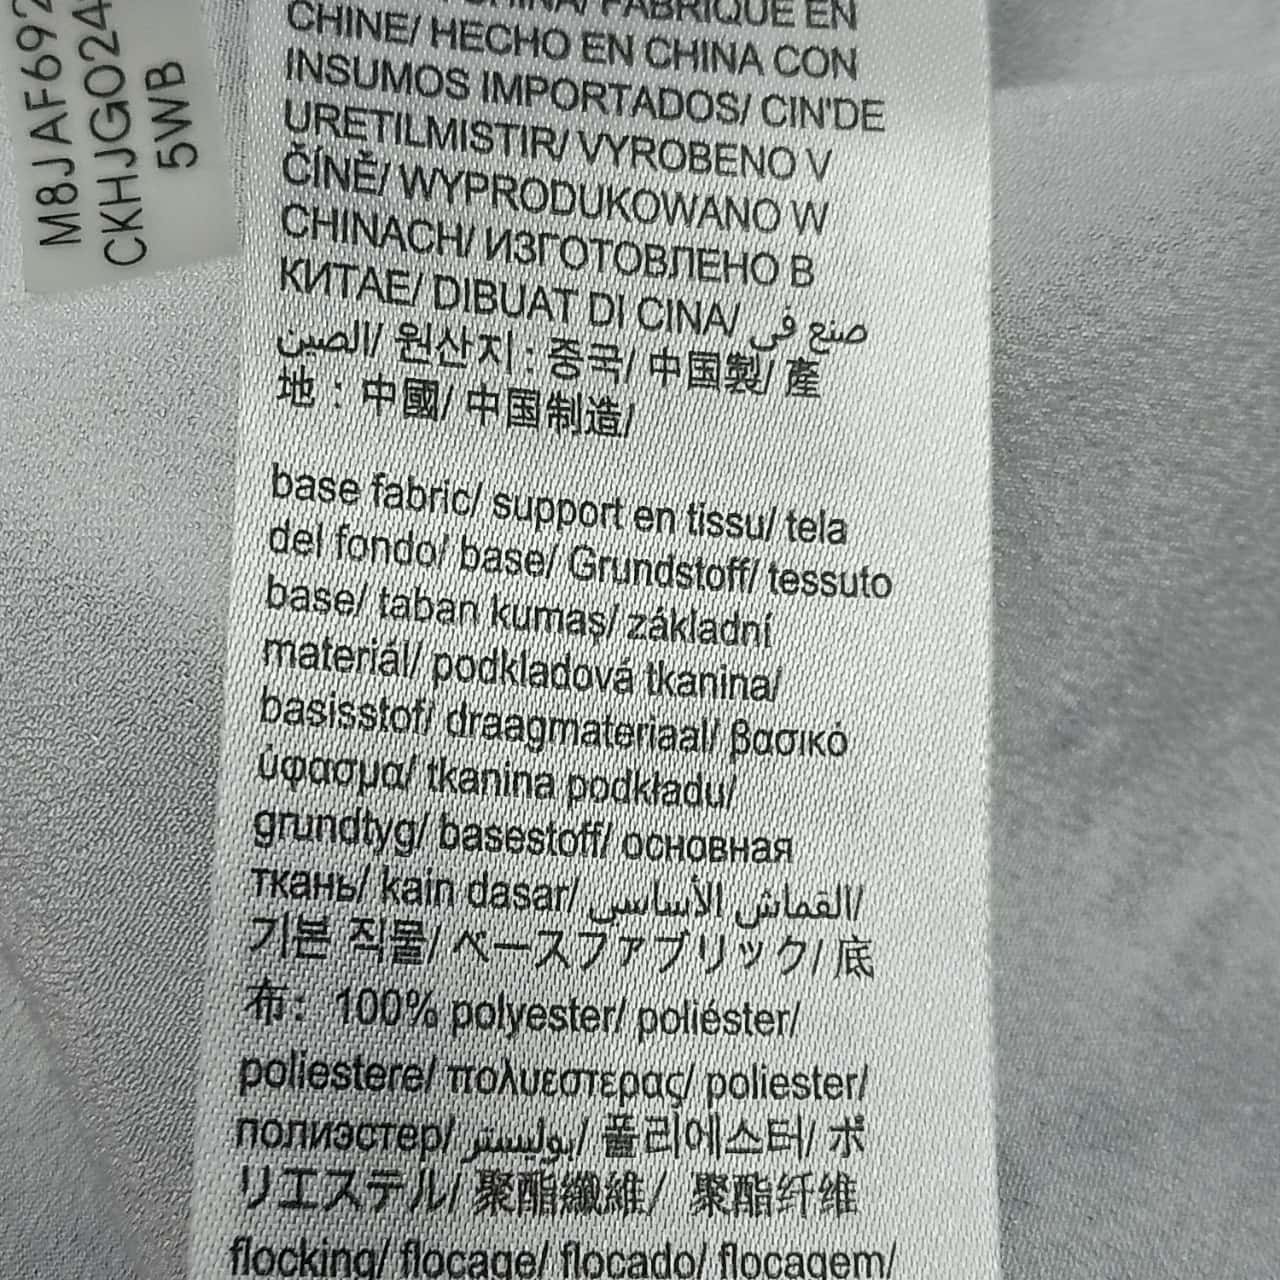 M8JAF692
CKHJGO24
5WB
CHINA/ FABRIQUÉ EN
CHINE/ HECHO EN CHINA CON
INSUMOS IMPORTADOS/ CIN'DE
URETILMISTIR/ VYROBENO V
ČÍNĚ/ WYPRODUKOWANO W
CHINACH/ ИЗГОТОВЛЕНО В
КИТАЕ/ DIBUAT DI CINA/ صنع في
الصين/ 원산지 : 중국/ 中国製/ 產
地 : 中國/ 中国制造/
base fabric/ support en tissu/ tela
del fondo/ base/ Grundstoff/ tessuto
base/ taban kumaş/ základní
materiál/ podkladová tkanina/
basisstof/ draagmateriaal/ βασικό
ύφασμα/ tkanina podkładu/
grundtyg/ basestoff/ основная
ткань/ kain dasar/ القماش الأساسي/
기본 직물/ ベースファブリック/ 底
布: 100% polyester/ poliéster/
poliestere/ πολυεστερας/ poliester/
полиэстер/ بوليستر/ 폴리에스터/ ポ
リエステル/ 聚酯纖維/ 聚酯纤维
flocking/ flocage/ flocado/ flocagem/